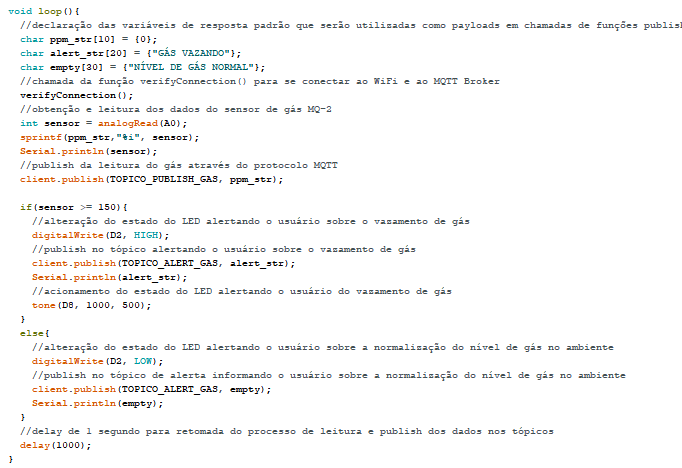 void loop(){
//declaração das variáveis de resposta padrão que serão utilizadas como payloads em chamadas de funções publish
char ppm_str[10] = {0};
char alert_str[20] = {"GÁS VAZANDO"};
char empty[30] = {"NÍVEL DE GÁS NORMAL"};
//chamada da função verifyConnection() para se conectar ao WiFi e ao MQTT Broker
verifyConnection();
//obtenção e leitura dos dados do sensor de gás MQ-2
int sensor = analogRead(A0);
sprintf(ppm_str,"%i", sensor);
Serial.println(sensor);
//publish da leitura do gás através do protocolo MQTT
client.publish(TOPICO_PUBLISH_GAS, ppm_str);
if(sensor >= 150){
//alteração do estado do LED alertando o usuário sobre o vazamento de gás
digitalWrite(D2, HIGH);
//publish no tópico alertando o usuário sobre o vazamento de gás
client.publish(TOPICO_ALERT_GAS, alert_str);
Serial.println(alert_str);
//acionamento do estado do LED alertando o usuário do vazamento de gás
tone(D8, 1000, 500);
}
else{
//alteração do estado do LED alertando o usuário sobre a normalização do nível de gás no ambiente
digitalWrite(D2, LOW);
//publish no tópico de alerta informando o usuário sobre a normalização do nível de gás no ambiente
client.publish(TOPICO_ALERT_GAS, empty);
Serial.println(empty);
}
//delay de 1 segundo para retomada do processo de leitura e publish dos dados nos tópicos
delay(1000);
}